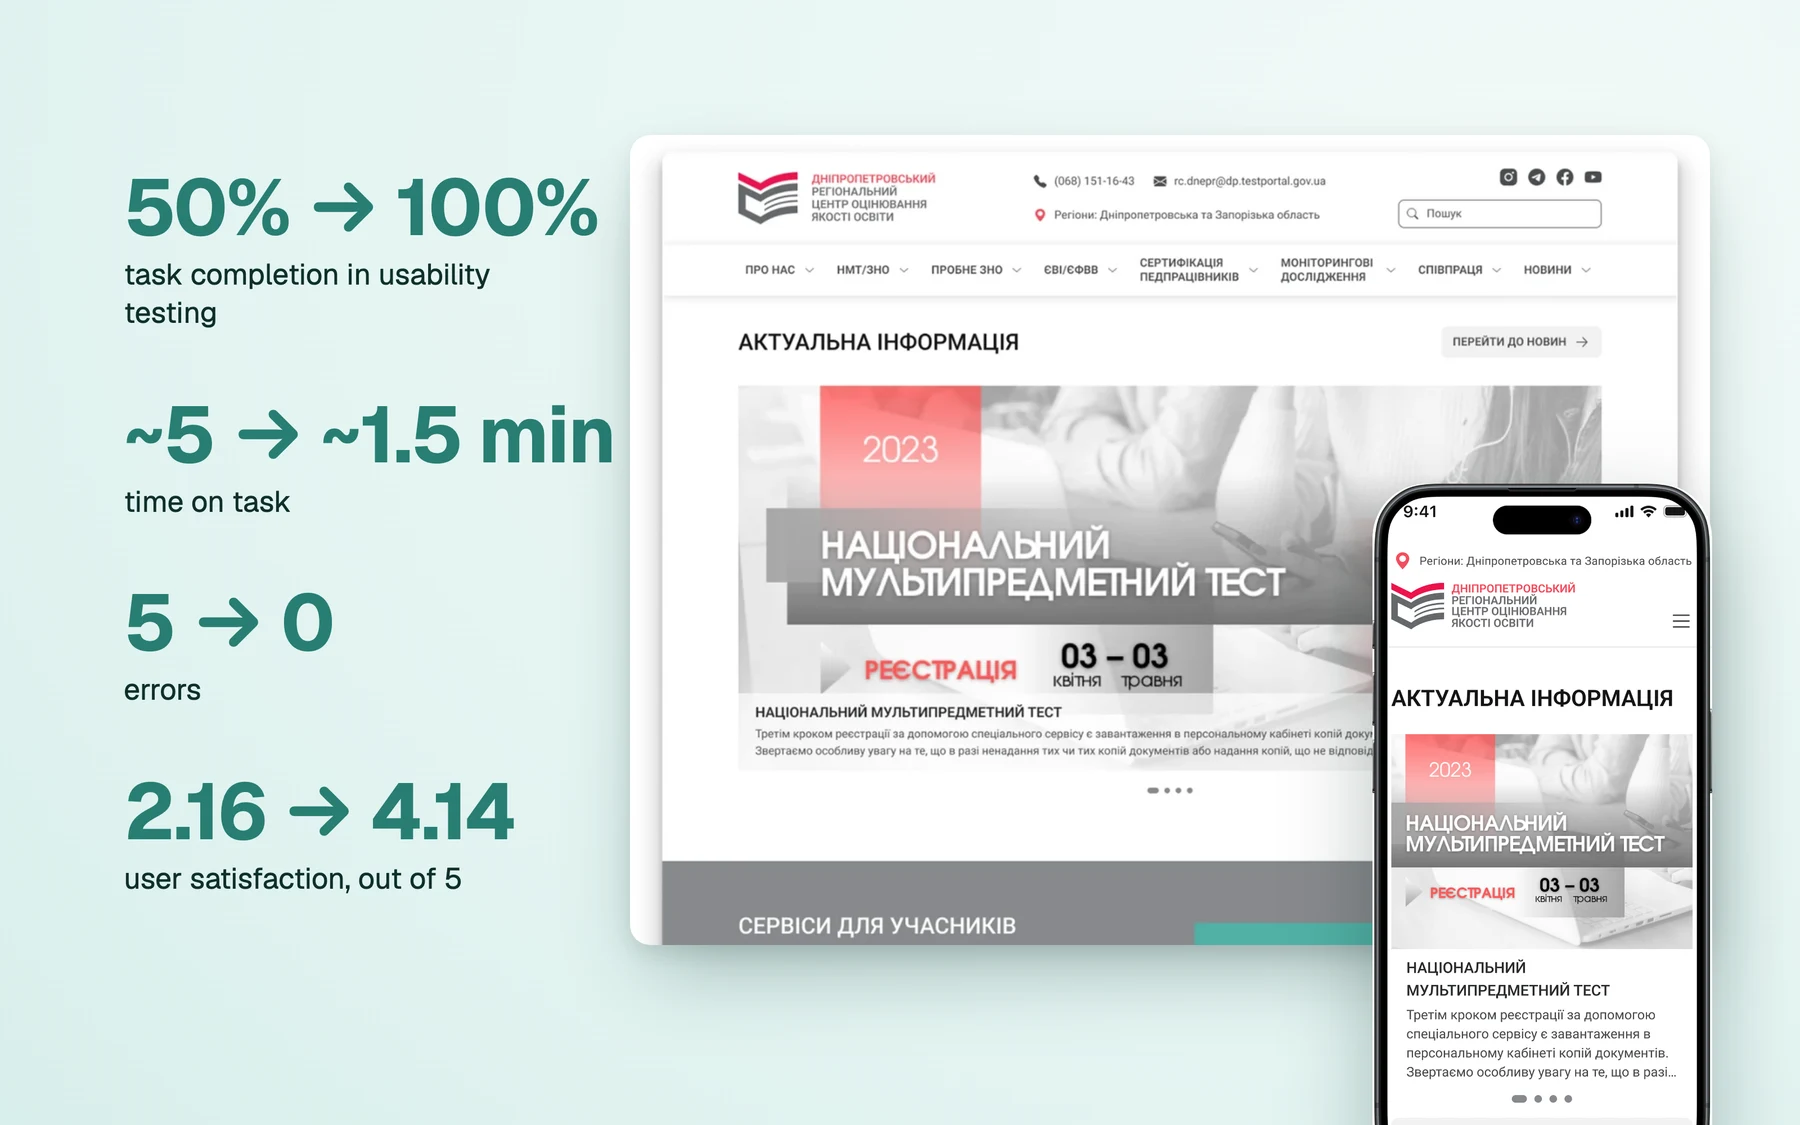 50% → 100%
task completion in usability
testing
~5 → ~1.5 min
time on task
5 → 0
errors
2.16 → 4.14
user satisfaction, out of 5
ДНІПРОПЕТРОВСЬКИЙ
РЕГІОНАЛЬНИЙ
ЦЕНТР ОЦІНЮВАННЯ
ЯКОСТІ ОСВІТИ
(068) 151-16-43
rc.dnepr@dp.testportal.gov.ua
Регіони: Дніпропетровська та Запорізька область
Пошук
ПРО НАС
НМТ/ЗНО
ПРОБНЕ ЗНО
ЄВІ/ЄФВВ
СЕРТИФІКАЦІЯ
ПЕДПРАЦІВНИКІВ
МОНІТОРИНГОВІ
ДОСЛІДЖЕННЯ
СПІВПРАЦЯ
НОВИНИ
АКТУАЛЬНА ІНФОРМАЦІЯ
ПЕРЕЙТИ ДО НОВИН →
2023
НАЦІОНАЛЬНИЙ
МУЛЬТИПРЕДМЕТНИЙ ТЕСТ
РЕЄСТРАЦІЯ
03 – 03
квітня травня
НАЦІОНАЛЬНИЙ МУЛЬТИПРЕДМЕТНИЙ ТЕСТ
Третім кроком реєстрації за допомогою спеціального сервісу є завантаження в персональному кабінеті копій
Звертаємо особливу увагу на те, що в разі ненадання тих чи тих копій документів або надання копій, що не
СЕРВІСИ ДЛЯ УЧАСНИКІВ
9:41
Регіони: Дніпропетровська та Запорізька область
ДНІПРОПЕТРОВСЬКИЙ
РЕГІОНАЛЬНИЙ
ЦЕНТР ОЦІНЮВАННЯ
ЯКОСТІ ОСВІТИ
АКТУАЛЬНА ІНФОРМАЦІЯ
2023
НАЦІОНАЛЬНИЙ
МУЛЬТИПРЕДМЕТНИЙ ТЕСТ
РЕЄСТРАЦІЯ
03 – 03
квітня травня
НАЦІОНАЛЬНИЙ
МУЛЬТИПРЕДМЕТНИЙ ТЕСТ
Третім кроком реєстрації за допомогою
спеціального сервісу є завантаження в
персональному кабінеті копій документів.
Звертаємо особливу увагу на те, що в разі...